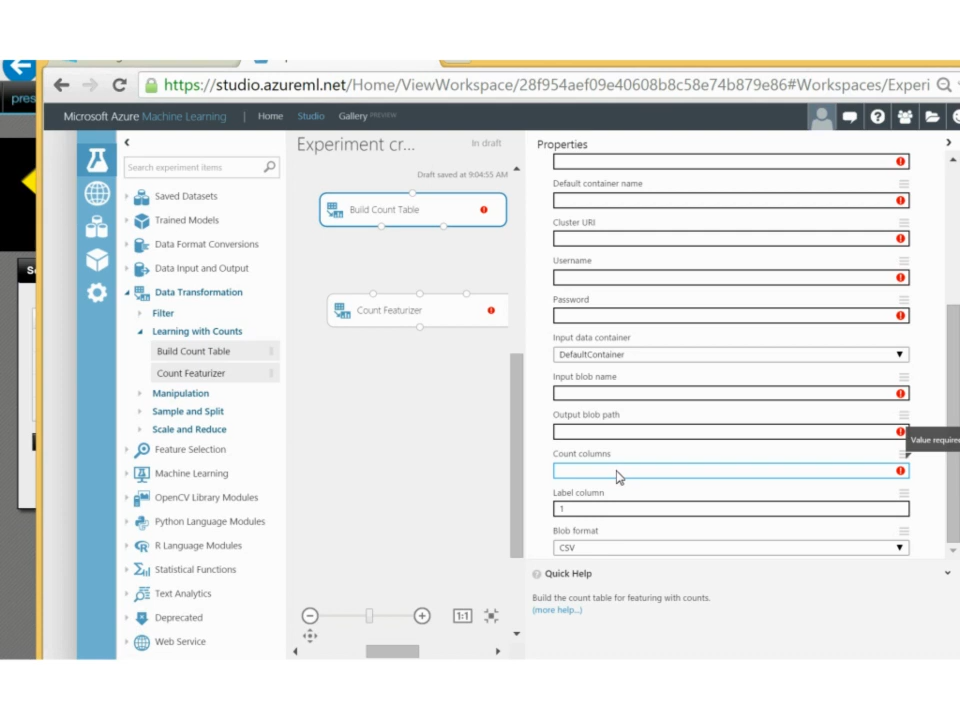 https://studio.azureml.net/Home/ViewWorkspace/28f954aef09e40608b8c58e74b879e86#Workspaces/Experi
pres
Microsoft Azure Machine Learning | Home Studio Gallery PREVIEW
Search experiment items
Saved Datasets
Trained Models
Data Format Conversions
Data Input and Output
Data Transformation
Filter
Learning with Counts
Build Count Table
Count Featurizer
Manipulation
Sample and Split
Scale and Reduce
Feature Selection
Machine Learning
OpenCV Library Modules
Python Language Modules
R Language Modules
Statistical Functions
Text Analytics
Deprecated
Web Service
Experiment cr... In draft
Draft saved at 9:04:55 AM
Build Count Table
Count Featurizer
1:1
Properties
Default container name
Cluster URI
Username
Password
Input data container
DefaultContainer
Input blob name
Output blob path
Value required
Count columns
Label column
1
Blob format
CSV
Quick Help
Build the count table for featuring with counts.
(more help...)